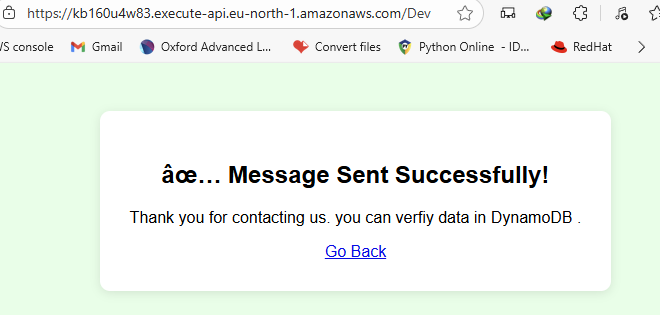 https://kb160u4w83.execute-api.eu-north-1.amazonaws.com/Dev
VS console Gmail Oxford Advanced L... Convert files Python Online - ID... RedHat
âœ… Message Sent Successfully!
Thank you for contacting us. you can verfiy data in DynamoDB .
Go Back